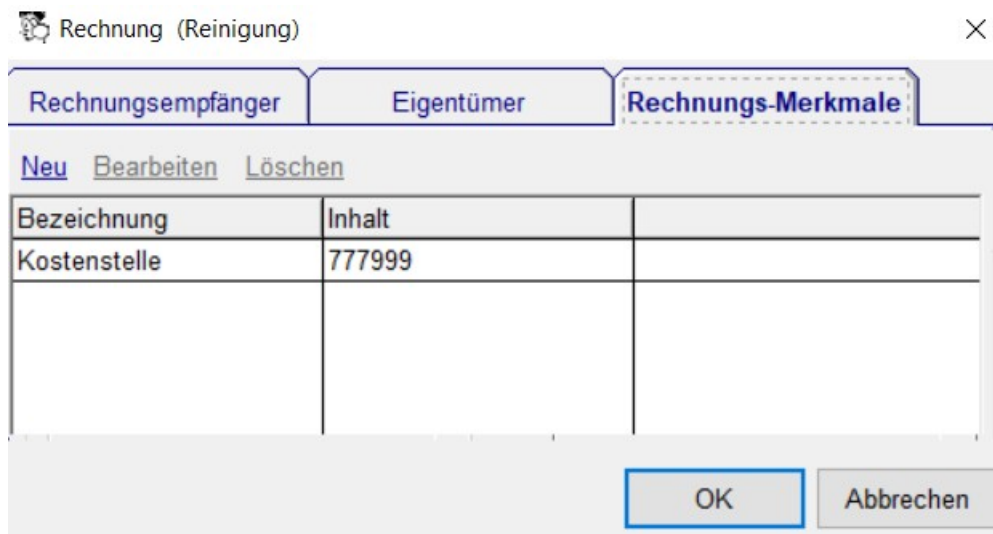 Rechnung (Reinigung)
Rechnungsempfänger Eigentümer Rechnungs-Merkmale
Neu Bearbeiten Löschen
Bezeichnung Inhalt
Kostenstelle 777999
OK Abbrechen